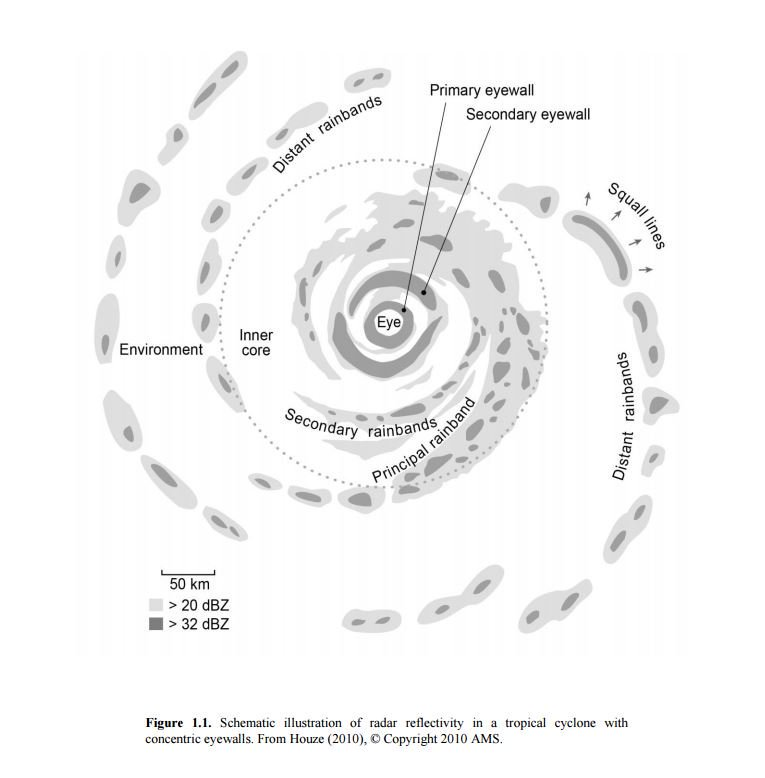 Primary eyewall
Secondary eyewall
Distant rainbands
Squall lines
Eye
Environment
Inner
core
Distant rainbands
Secondary rainbands
Principal rainband
50 km
> 20 dBZ
> 32 dBZ
Figure 1.1. Schematic illustration of radar reflectivity in a tropical cyclone with
concentric eyewalls. From Houze (2010), © Copyright 2010 AMS.